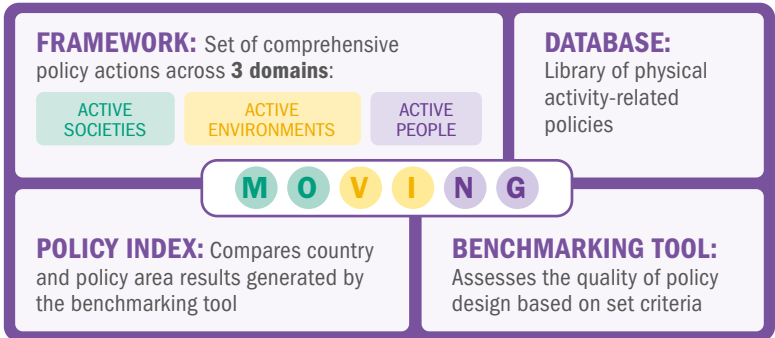 FRAMEWORK: Set of comprehensive
policy actions across 3 domains:
ACTIVE
SOCIETIES
ACTIVE
ENVIRONMENTS
ACTIVE
PEOPLE
DATABASE:
Library of physical
activity-related
policies
M O V I N G
POLICY INDEX: Compares country
and policy area results generated by
the benchmarking tool
BENCHMARKING TOOL:
Assesses the quality of policy
design based on set criteria